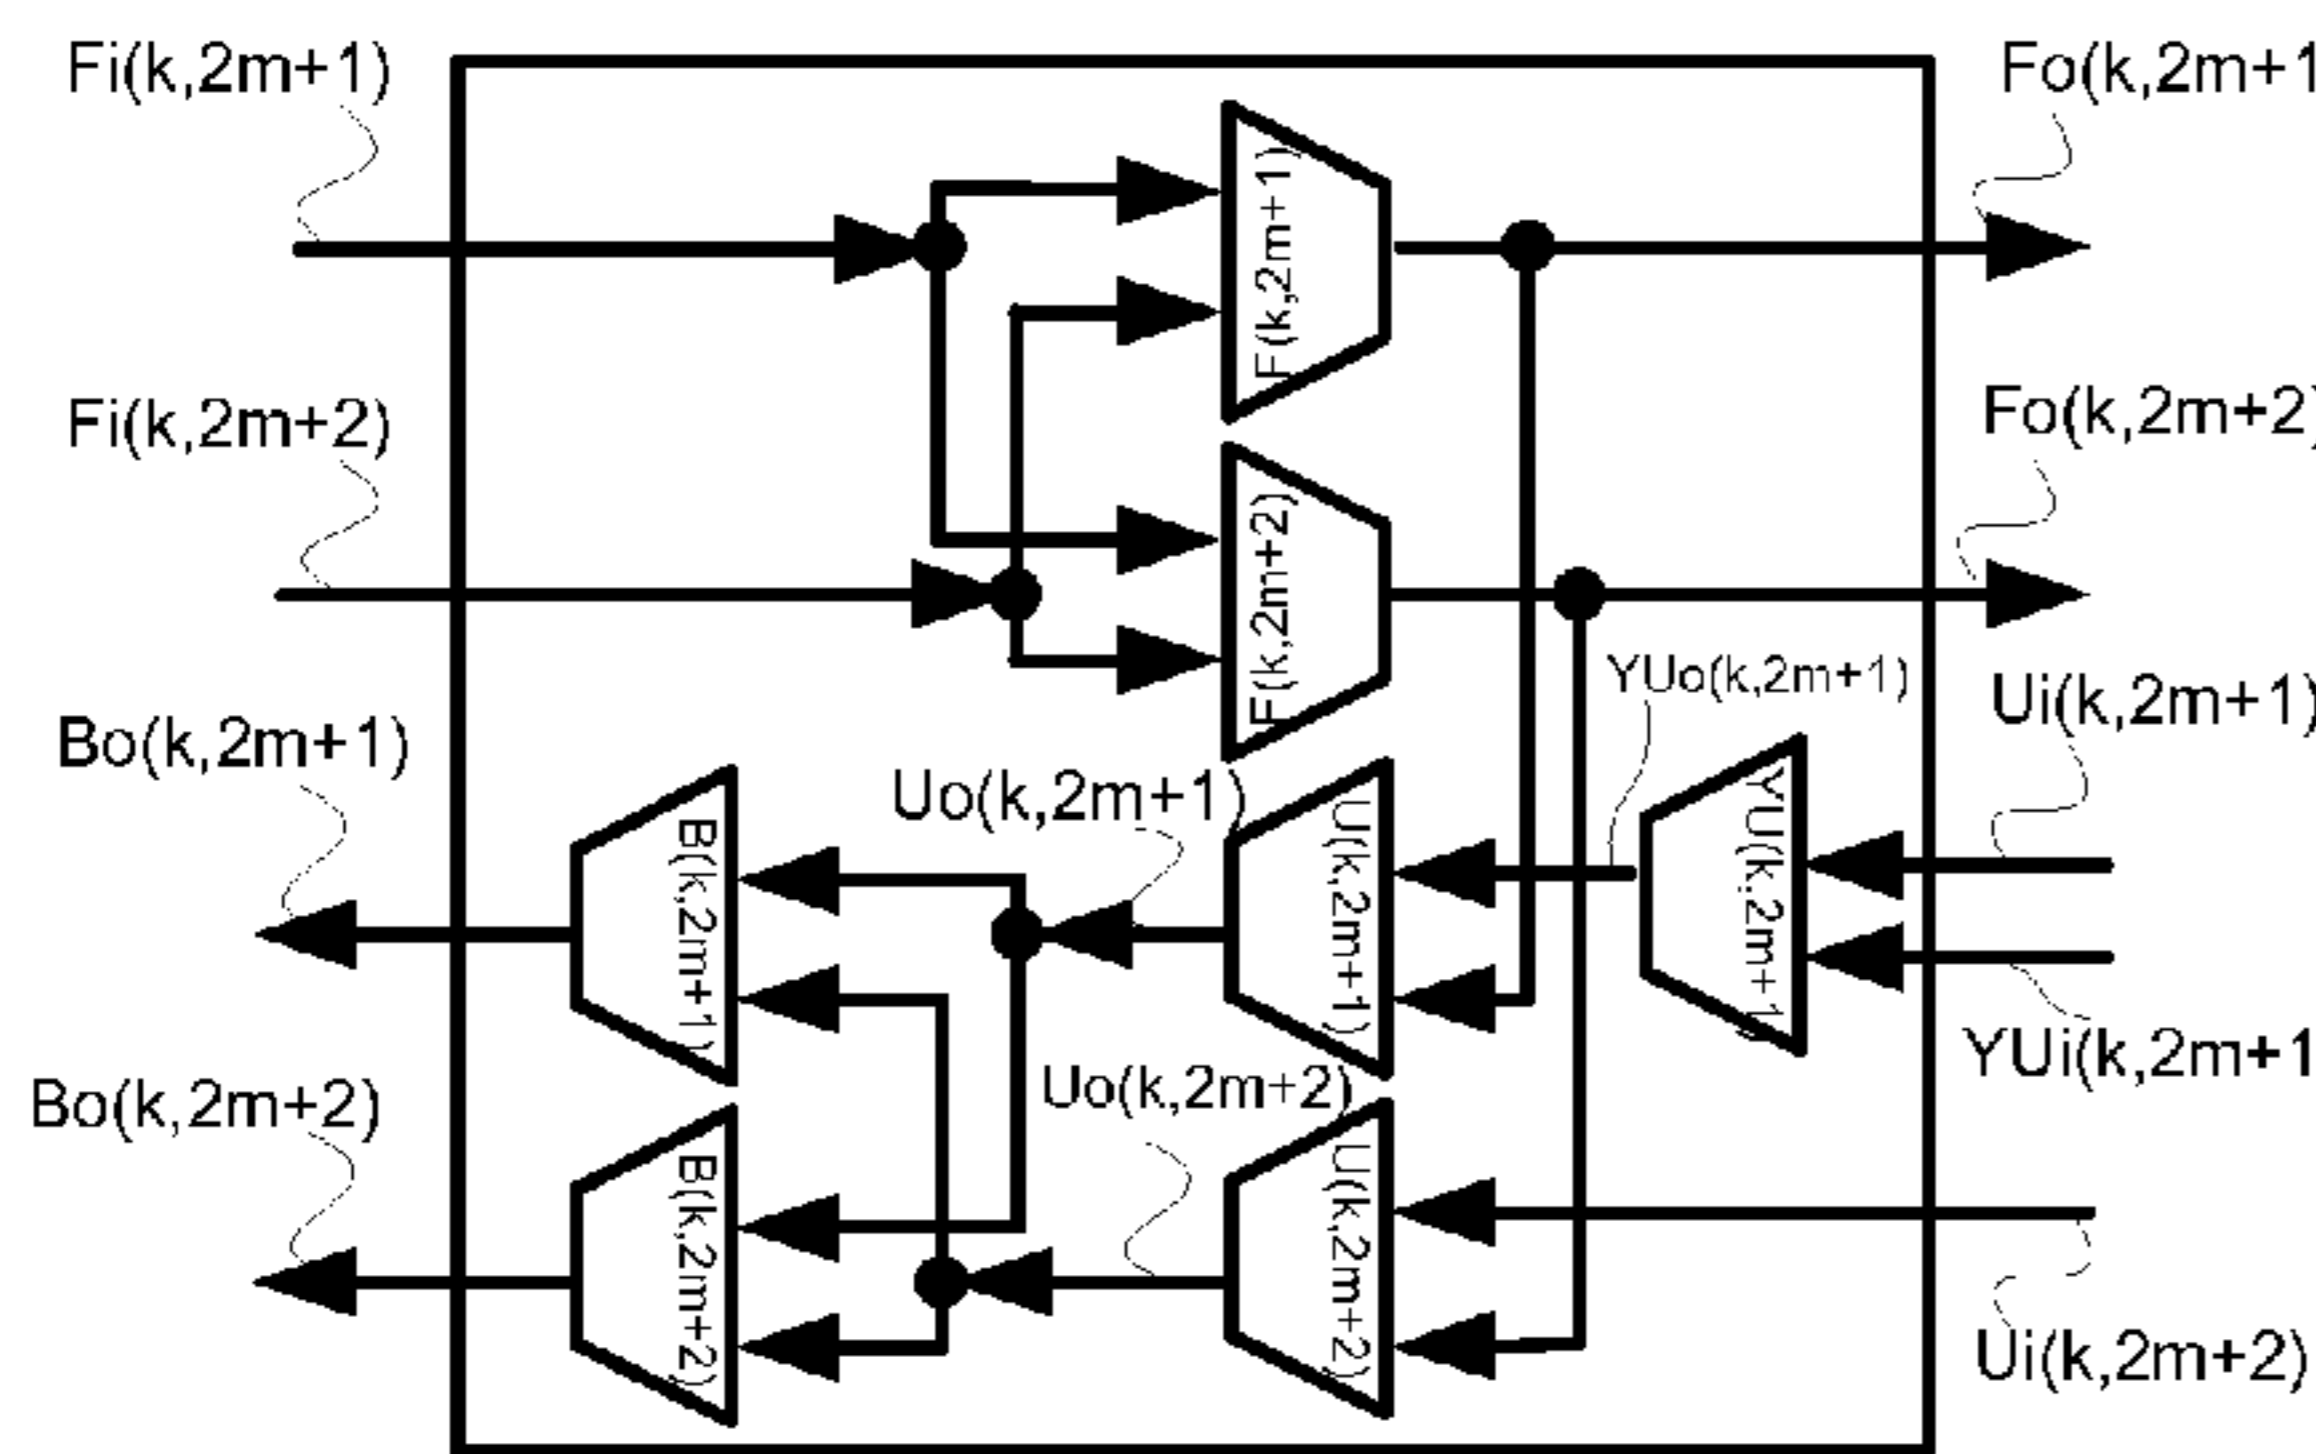 Fi(k,2m+1)
Fo(k,2m+1
F(k,2m+1)
Fi(k,2m+2)
Fo(k,2m+2)
F(k,2m+2)
YUo(k,2m+1)
Ui(k,2m+1)
Bo(k,2m+1)
Uo(k,2m+1)
B(k,2m+1)
U(k,2m+1)
YU(k,2m+1)
YUi(k,2m+1
Bo(k,2m+2)
Uo(k,2m+2)
B(k,2m+2)
U(k,2m+2)
Ui(k,2m+2)